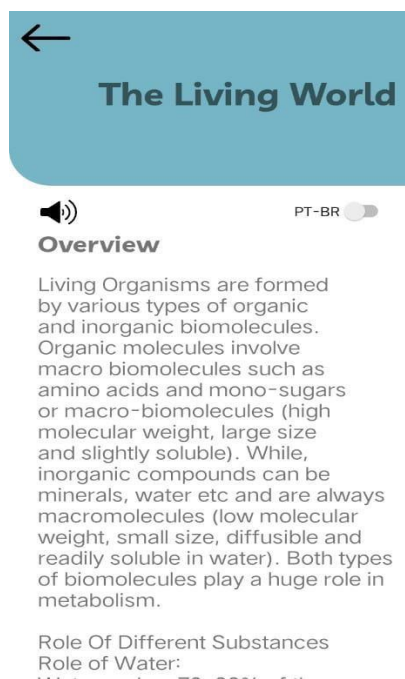 The Living World
PT-BR
Overview
Living Organisms are formed
by various types of organic
and inorganic biomolecules.
Organic molecules involve
macro biomolecules such as
amino acids and mono-sugars
or macro-biomolecules (high
molecular weight, large size
and slightly soluble). While,
inorganic compounds can be
minerals, water etc and are always
macromolecules (low molecular
weight, small size, diffusible and
readily soluble in water). Both types
of biomolecules play a huge role in
metabolism.
Role Of Different Substances
Role of Water: